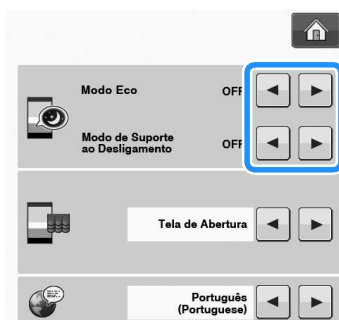 Modo Eco OFF
Modo de Suporte
ao Desligamento OFF
Tela de Abertura
Português
(Portuguese)